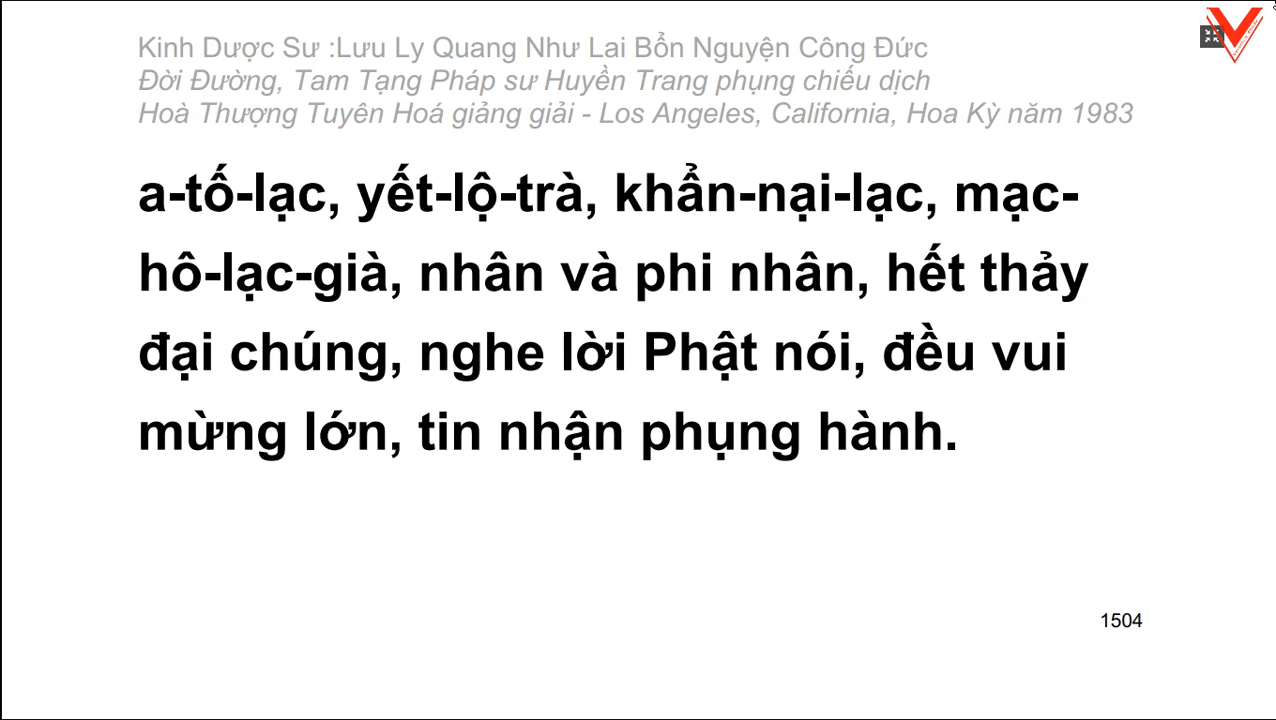 Kinh Dược Sư :Lưu Ly Quang Như Lai Bổn Nguyện Công Đức
Đời Đường, Tam Tạng Pháp sư Huyền Trang phụng chiếu dịch
Hoà Thượng Tuyên Hoá giảng giải - Los Angeles, California, Hoa Kỳ năm 1983
a-tố-lạc, yết-lộ-trà, khẩn-nại-lạc, mạc-
hô-lạc-già, nhân và phi nhân, hết thảy
đại chúng, nghe lời Phật nói, đều vui
mừng lớn, tin nhận phụng hành.
1504